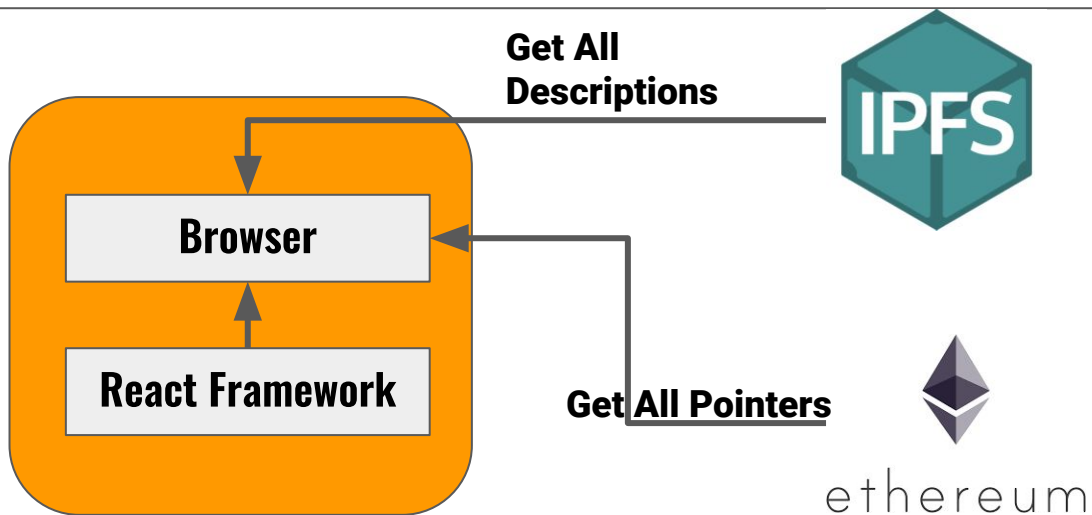 Get All
Descriptions
IPFS
Browser
React Framework
Get All Pointers
ethereum